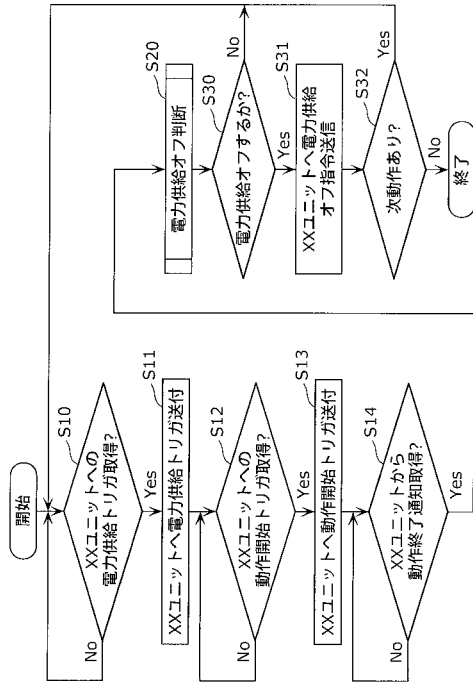 開始
S10
XXユニットへの
電力供給トリガ取得?
No
Yes
S11
XXユニットへ電力供給トリガ送付
S12
XXユニットへの
動作開始トリガ取得?
No
Yes
S13
XXユニットへ動作開始トリガ送付
S14
XXユニットから
動作終了通知取得?
No
Yes
S20
電力供給オフ判断
S30
電力供給オフするか?
No
Yes
S31
XXユニットへ電力供給
オフ指令送信
S32
次動作あり?
Yes
No
終了